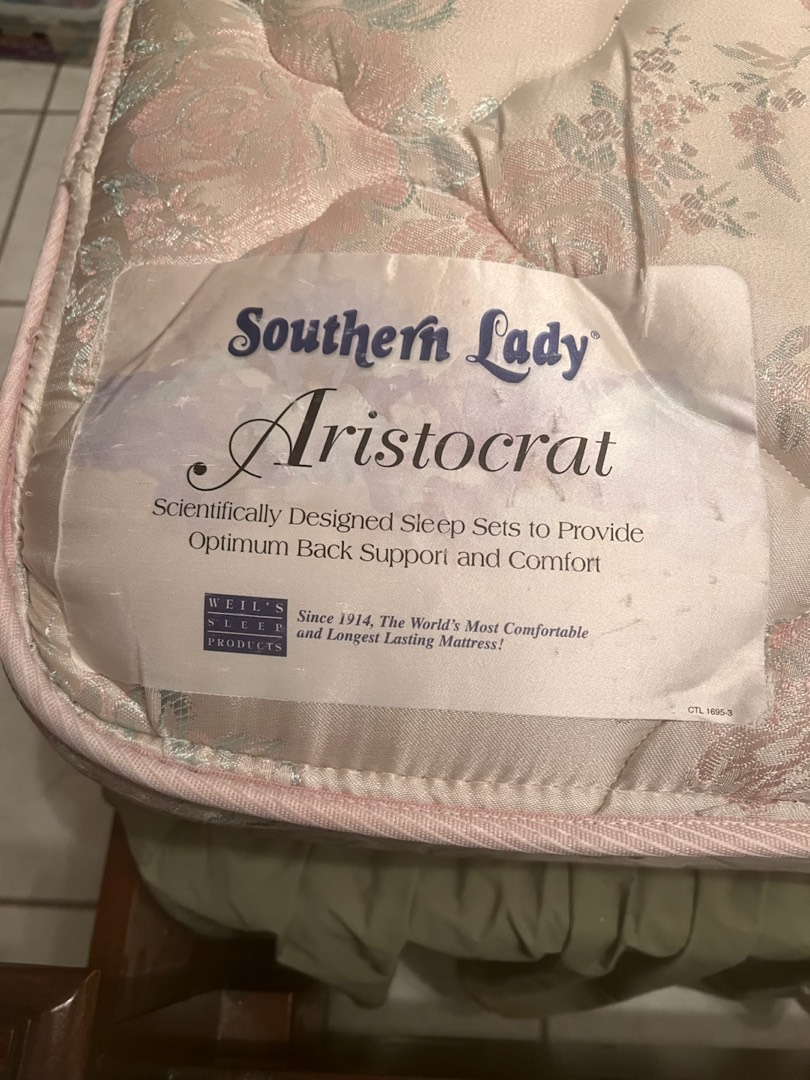 Southern Lady®
Aristocrat
Scientifically Designed Sleep Sets to Provide
Optimum Back Support and Comfort
WEIL'S
SLEEP
PRODUCTS
Since 1914, The World's Most Comfortable
and Longest Lasting Mattress!
CTL 1695-3